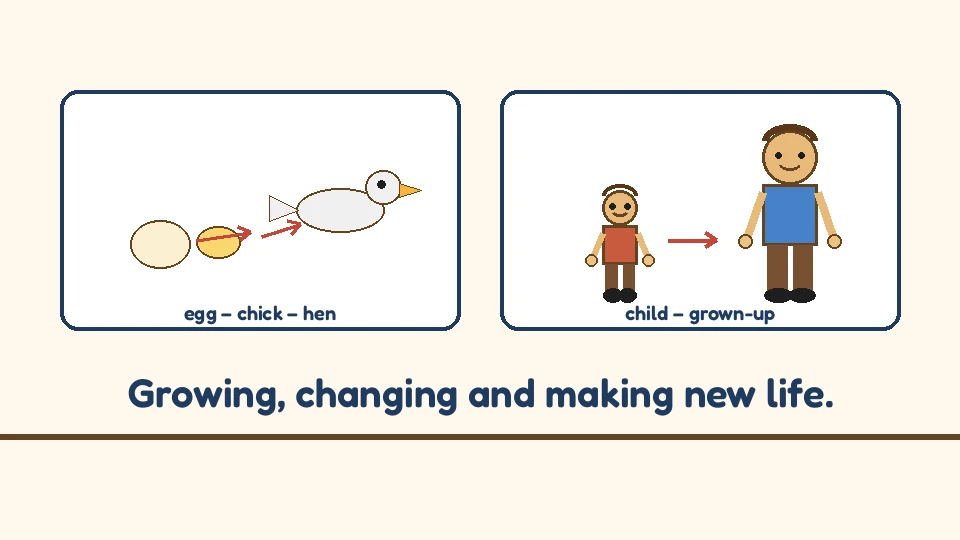 egg – chick – hen
child – grown-up
Growing, changing and making new life.